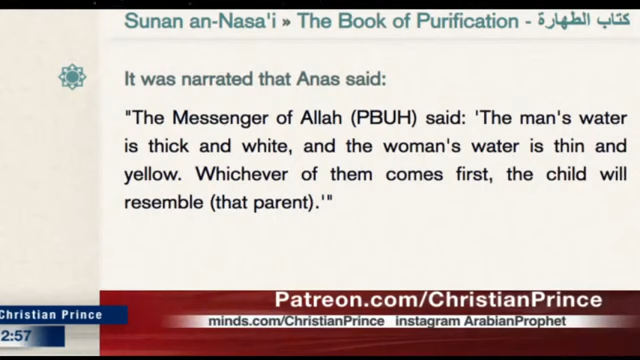 Sunan an-Nasa'i » The Book of Purification - كتاب الطهارة
It was narrated that Anas said:
"The Messenger of Allah (PBUH) said: 'The man's water
is thick and white, and the woman's water is thin and
yellow. Whichever of them comes first, the child will
resemble (that parent).'"
Patreon.com/ChristianPrince
Christian Prince
minds.com/ChristianPrince instagram ArabianProphet
2:57